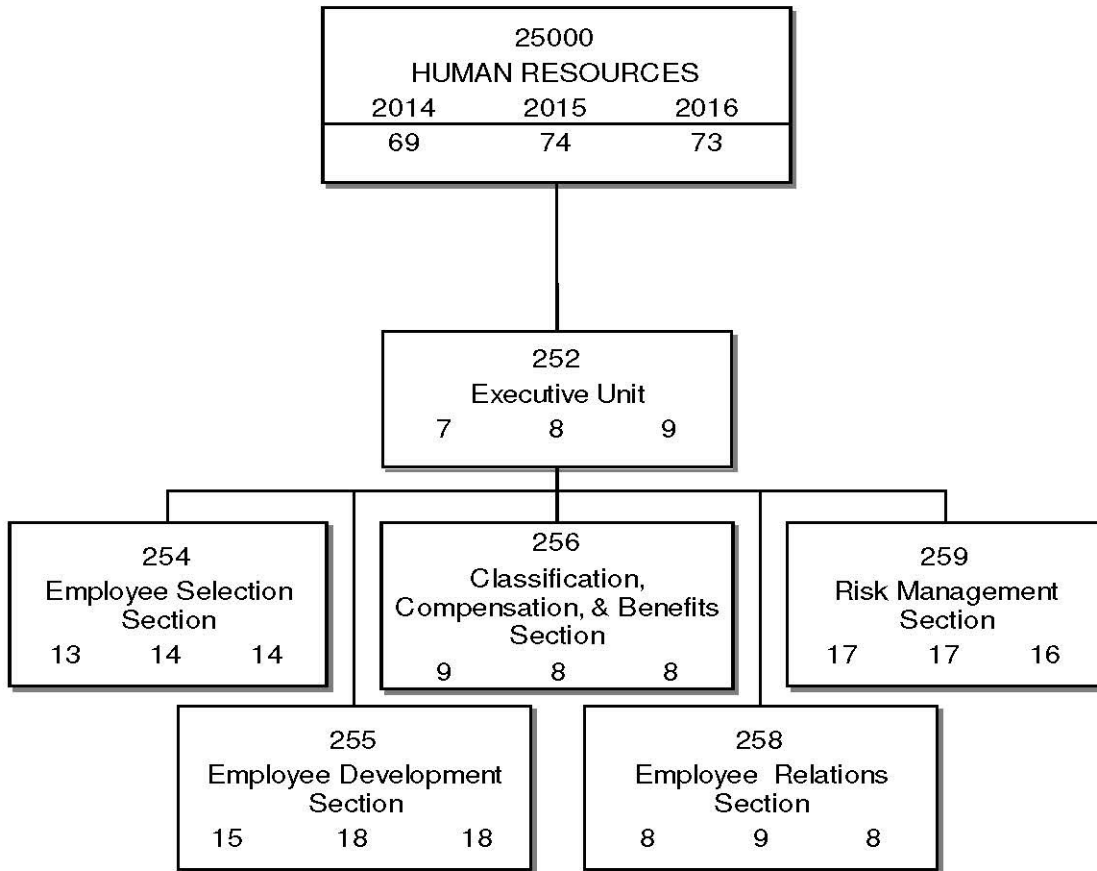 25000
HUMAN RESOURCES
2014 2015 2016
69 74 73
252
Executive Unit
7 8 9
254
Employee Selection
Section
13 14 14
256
Classification,
Compensation, & Benefits
Section
9 8 8
259
Risk Management
Section
17 17 16
255
Employee Development
Section
15 18 18
258
Employee Relations
Section
8 9 8